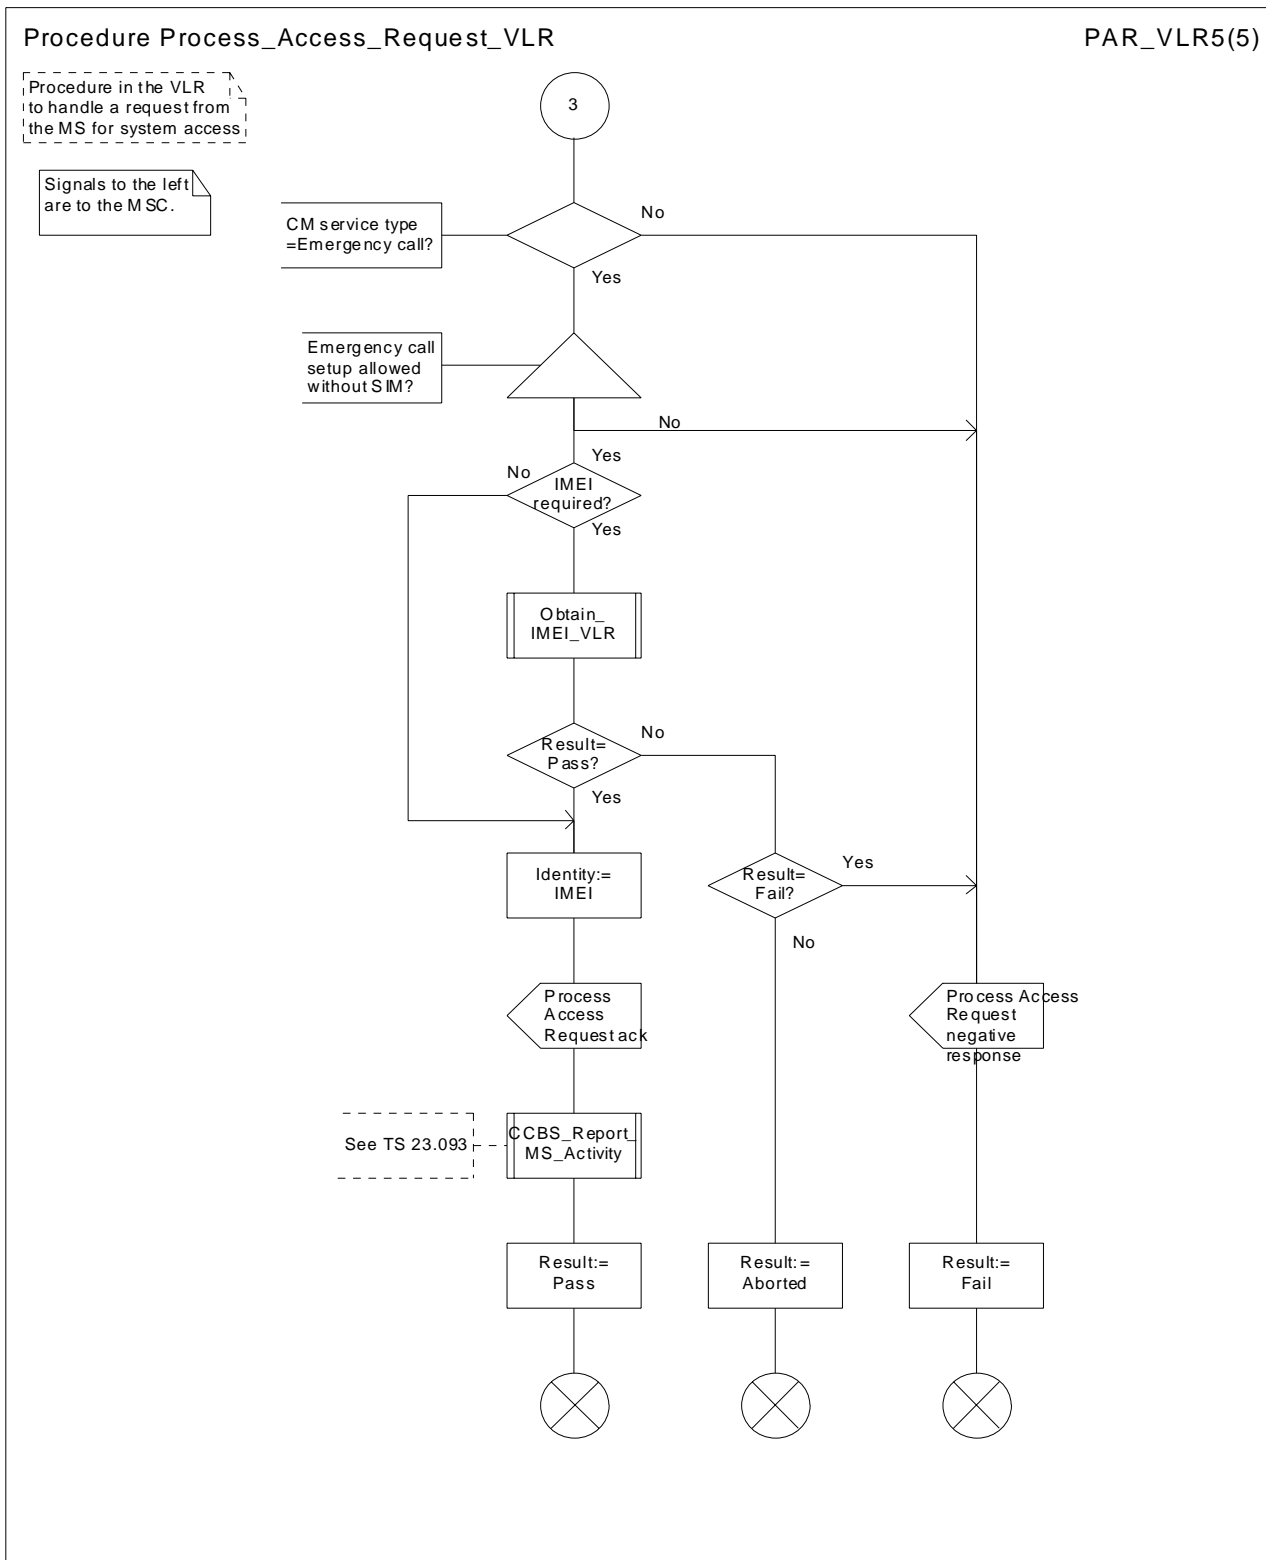 Procedure Process_Access_Request_VLR
PAR_VLR5(5)
Procedure in the VLR
to handle a request from
the MS for system access
3
Signals to the left
are to the MSC.
CM service type
=Emergency call?
No
Yes
Emergency call
setup allowed
without SIM?
No
Yes
No
IMEI
required?
Yes
Obtain_
IMEI_VLR
No
Result=
Pass?
Yes
Identity:=
IMEI
Result=
Fail?
Yes
No
Process
Access
Request ack
Process Access
Request
negative
response
See TS 23.093
CCBS_Report_
MS_Activity
Result:=
Pass
Result:=
Aborted
Result:=
Fail